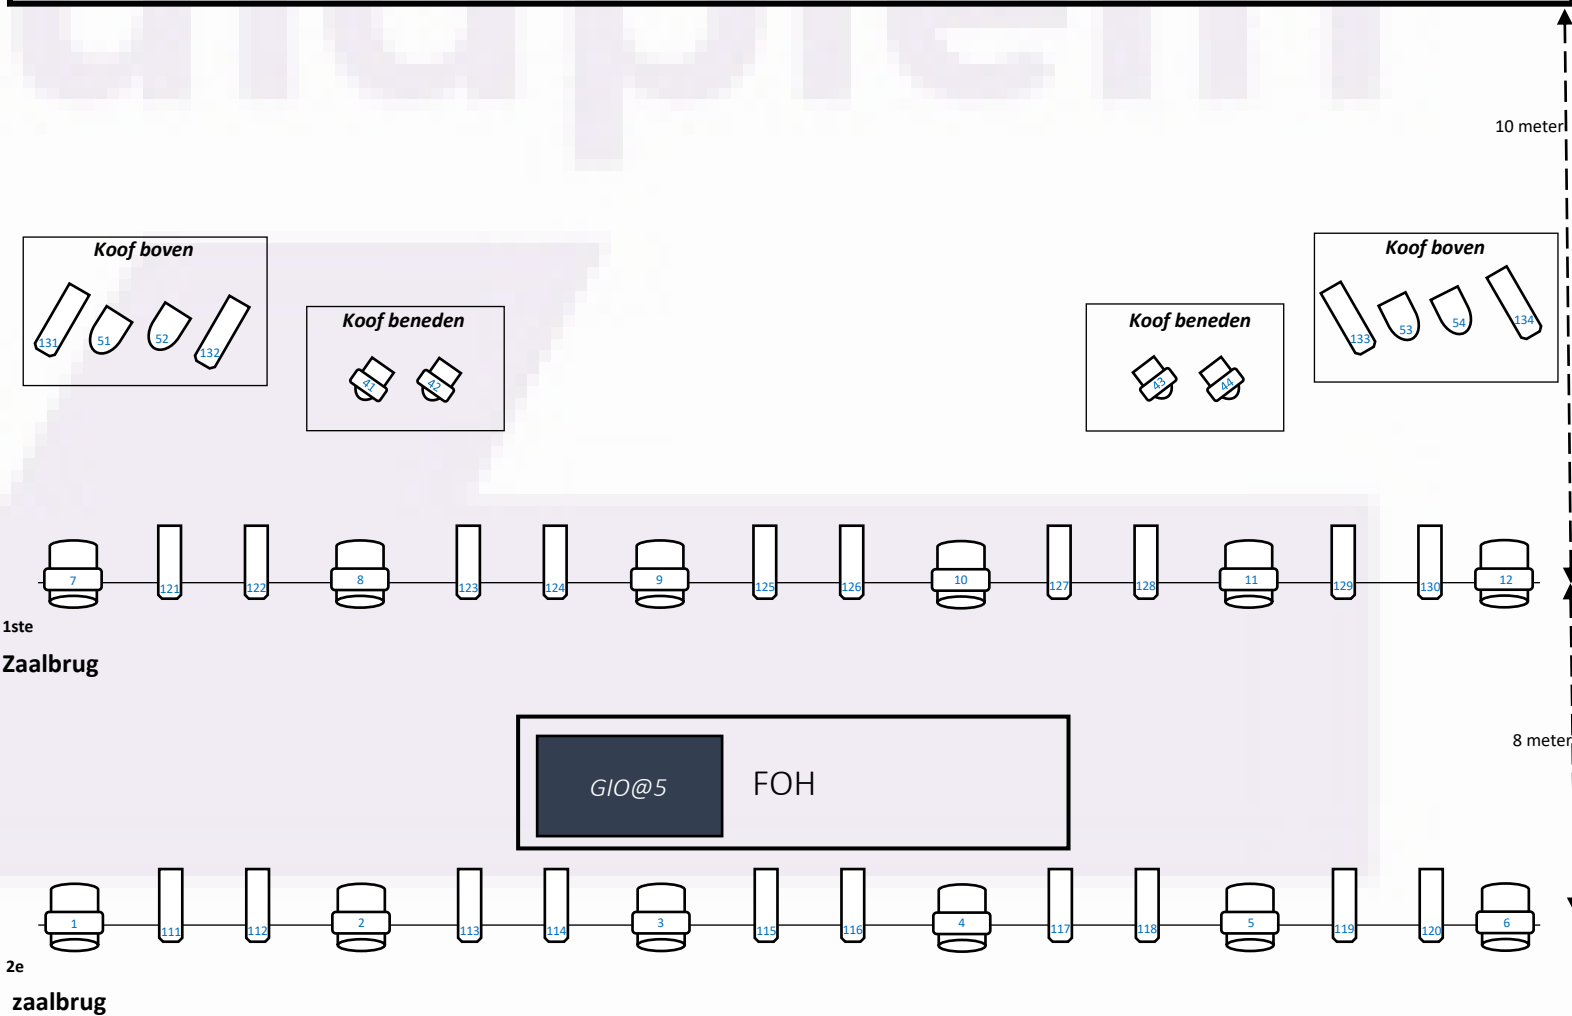 alaplein
10 meter
Koof boven
131 51 52 132
Koof beneden
41 42
Koof beneden
43 44
Koof boven
133 53 54 134
7 121 122 8 123 124 9 125 126 10 127 128 11 129 130 12
1ste
Zaalbrug
GIO@5
FOH
8 meter
1 111 112 2 113 114 3 115 116 4 117 118 5 119 120 6
2e
zaalbrug